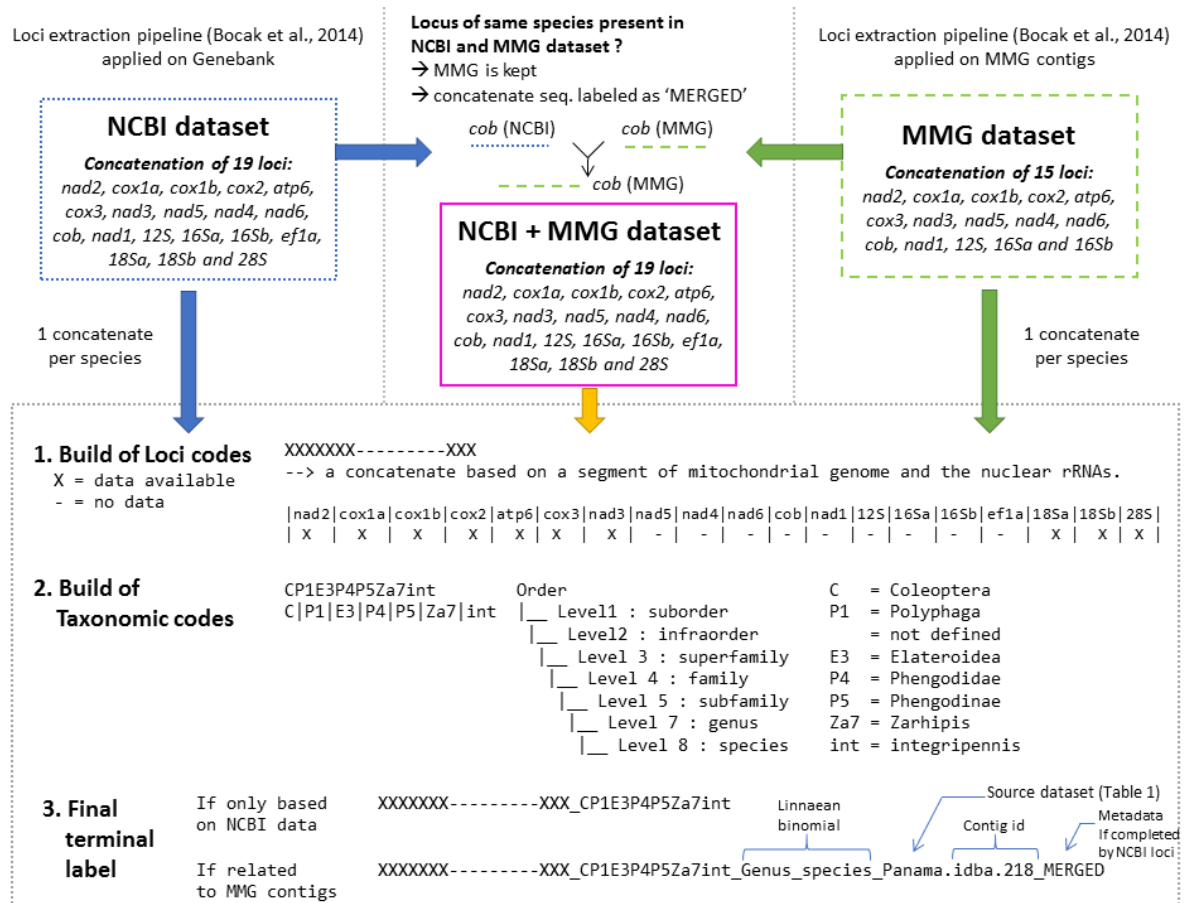 Loci extraction pipeline (Bocak et al., 2014)
applied on Genebank
NCBI dataset
Concatenation of 19 loci:
nad2, cox1a, cox1b, cox2, atp6,
cox3, nad3, nad5, nad4, nad6,
cob, nad1, 12S, 16Sa, 16Sb, ef1a,
18Sa, 18Sb and 28S
1 concatenate
per species
Locus of same species present in
NCBI and MMG dataset ?
→ MMG is kept
→ concatenate seq. labeled as ‘MERGED’
cob (NCBI) cob (MMG)
cob (MMG)
NCBI + MMG dataset
Concatenation of 19 loci:
nad2, cox1a, cox1b, cox2, atp6,
cox3, nad3, nad5, nad4, nad6,
cob, nad1, 12S, 16Sa, 16Sb, ef1a,
18Sa, 18Sb and 28S
Loci extraction pipeline (Bocak et al., 2014)
applied on MMG contigs
MMG dataset
Concatenation of 15 loci:
nad2, cox1a, cox1b, cox2, atp6,
cox3, nad3, nad5, nad4, nad6,
cob, nad1, 12S, 16Sa and 16Sb
1 concatenate
per species
1. Build of Loci codes
X = data available
- = no data
XXXXXXX---------XXX
--> a concatenate based on a segment of mitochondrial genome and the nuclear rRNAs.
|nad2|cox1a|cox1b|cox2|atp6|cox3|nad3|nad5|nad4|nad6|cob|nad1|12S|16Sa|16Sb|ef1a|18Sa|18Sb|28S|
| X | X | X | X | X | X | X | - | - | - | - | - | - | - | - | - | X | X | X |
2. Build of
Taxonomic codes
CP1E3P4P5Za7int
C|P1|E3|P4|P5|Za7|int
Order
|__ Level1 : suborder
|__ Level2 : infraorder
|__ Level 3 : superfamily
|__ Level 4 : family
|__ Level 5 : subfamily
|__ Level 7 : genus
|__ Level 8 : species
C = Coleoptera
P1 = Polyphaga
= not defined
E3 = Elateroidea
P4 = Phengodidae
P5 = Phengodinae
Za7 = Zarhipis
int = integripennis
3. Final
terminal
label
If only based
on NCBI data
XXXXXXX---------XXX_CP1E3P4P5Za7int
Linnaean
binomial
Source dataset (Table 1)
Contig id
Metadata
If completed
by NCBI loci
If related
to MMG contigs
XXXXXXX---------XXX_CP1E3P4P5Za7int_Genus_species_Panama.idba.218_MERGED